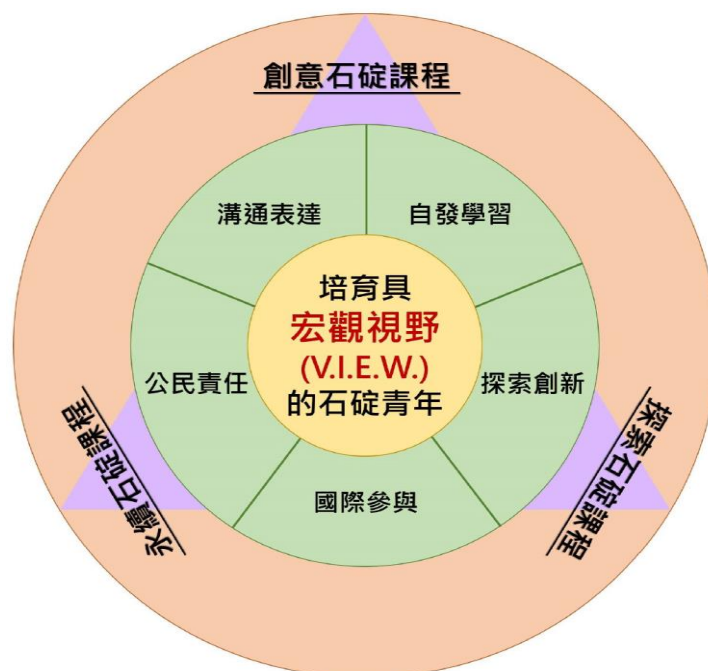 創意石碇課程
溝通表達
自發學習
培育具
宏觀視野
(V.I.E.W.)
的石碇青年
公民責任
探索創新
國際參與
永續石碇課程
探索石碇課程